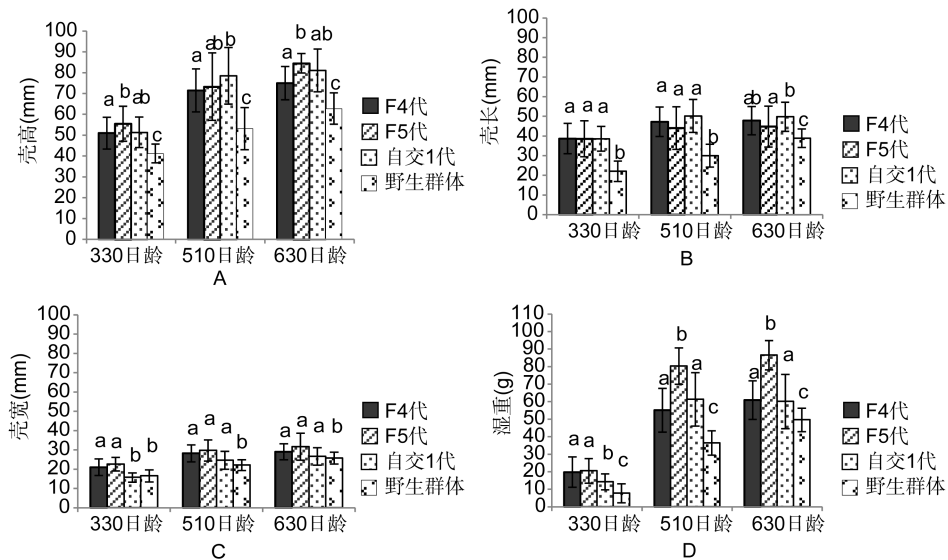 壳高(mm)
100
90
80
70
60
50
40
30
20
10
0
a b ab c
a ab b c
a b ab c
330日龄 510日龄 630日龄
F4代
F5代
自交1代
野生群体
A
壳长(mm)
100
90
80
70
60
50
40
30
20
10
0
a a a b
a a a b
ab a b c
330日龄 510日龄 630日龄
F4代
F5代
自交1代
野生群体
B
壳宽(mm)
100
90
80
70
60
50
40
30
20
10
0
a a b b
a a a b
a a a b
330日龄 510日龄 630日龄
F4代
F5代
自交1代
野生群体
C
湿重(g)
110
100
90
80
70
60
50
40
30
20
10
0
a a b c
a b a c
a b a c
330日龄 510日龄 630日龄
F4代
F5代
自交1代
野生群体
D